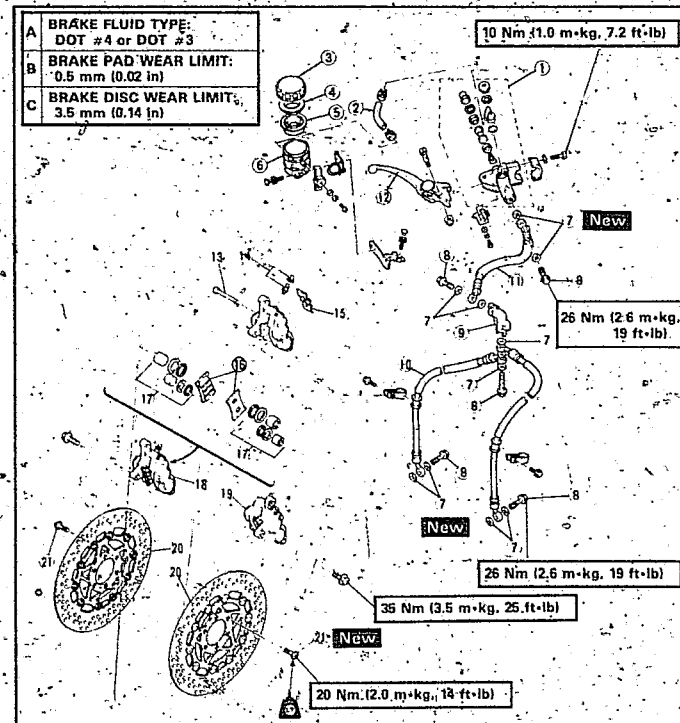 A BRAKE FLUID TYPE:
DOT #4 or DOT #3
B BRAKE PAD WEAR LIMIT:
0.5 mm (0.02 in)
C BRAKE DISC WEAR LIMIT:
3.5 mm (0.14 in)
10 Nm (1.0 m•kg, 7.2 ft•lb)
1
3
4
2
5
6
12
7
New
8
11
8
13
14
15
7
9
26 Nm (2.6 m•kg,
19 ft•lb)
7
10
16
7
17
8
17
18
19
8
7
8
New
7
20
21
20
26 Nm (2.6 m•kg, 19 ft•lb)
35 Nm (3.5 m•kg, 25 ft•lb)
21
New
20 Nm (2.0 m•kg, 14 ft•lb)